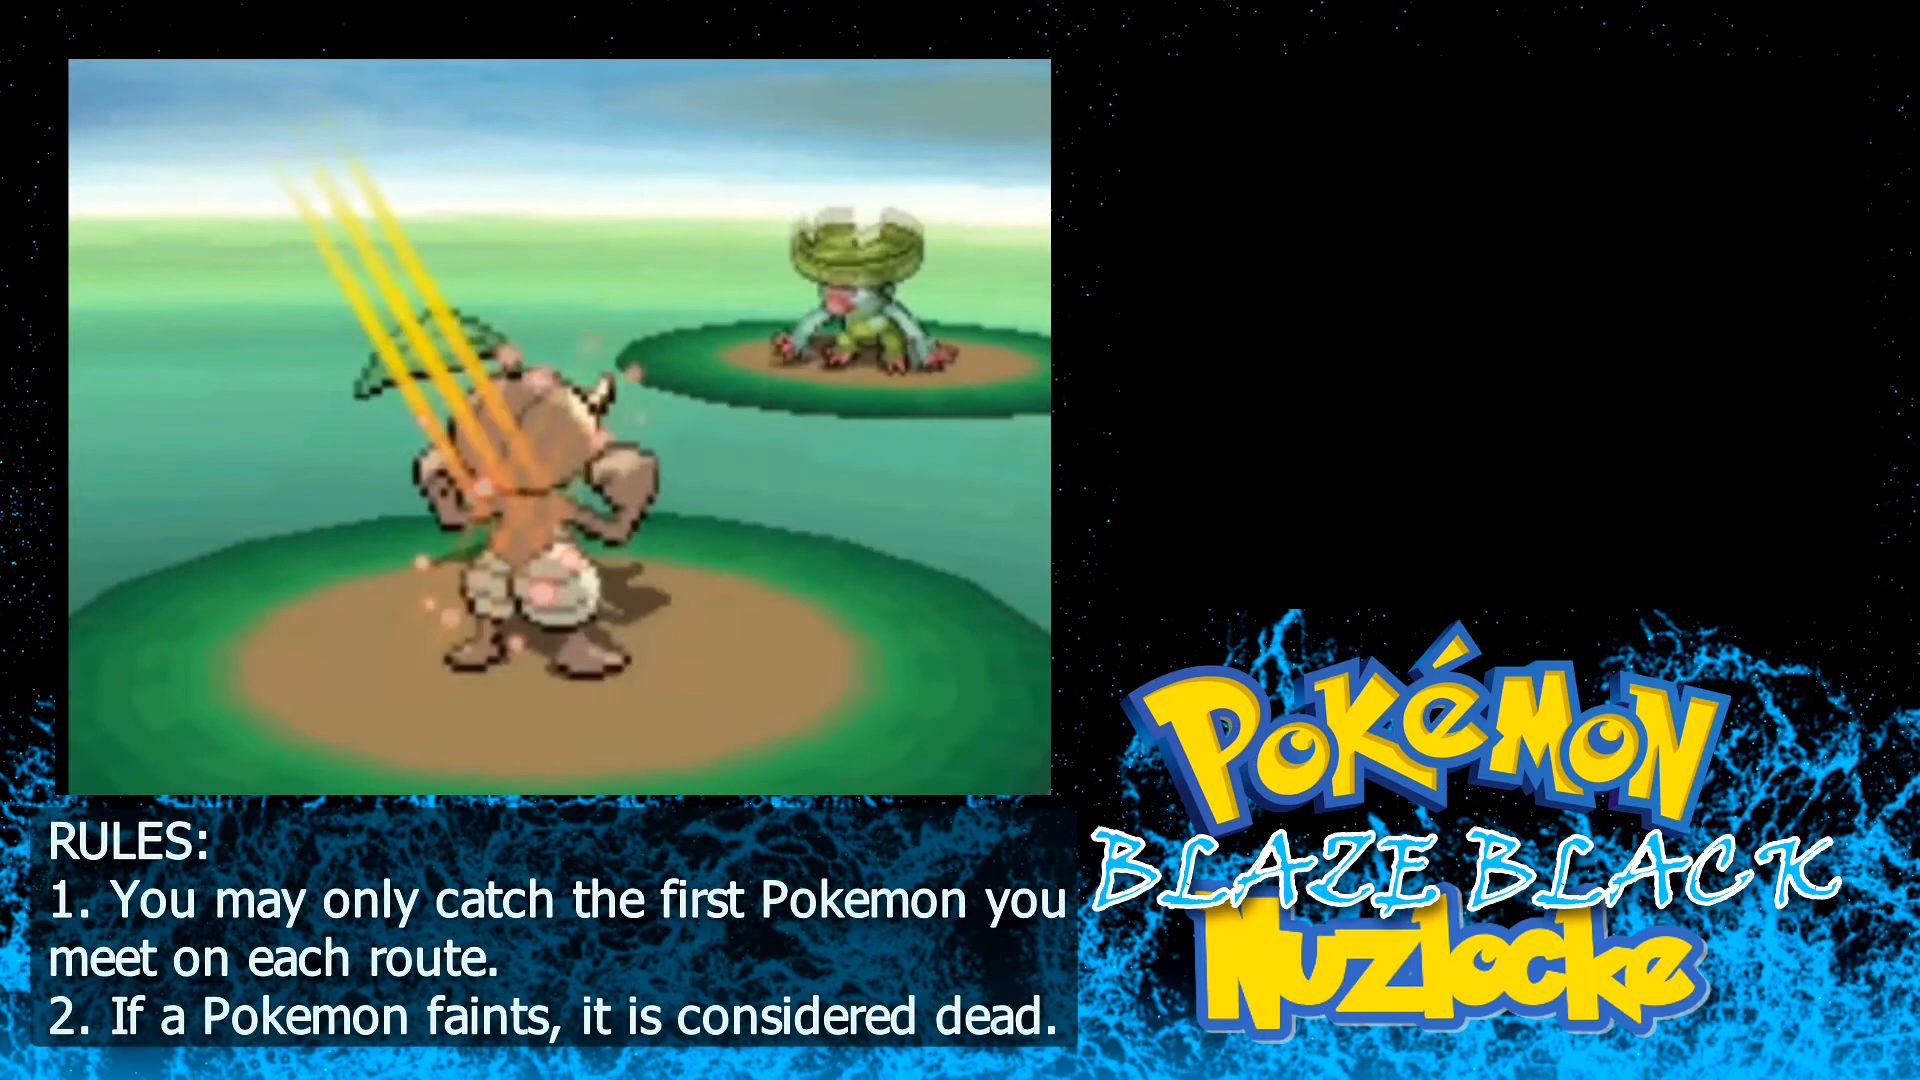 RULES:
1. You may only catch the first Pokemon you
meet on each route.
2. If a Pokemon faints, it is considered dead.
POKéMON
BLAZE BLACK
Nuzlocke